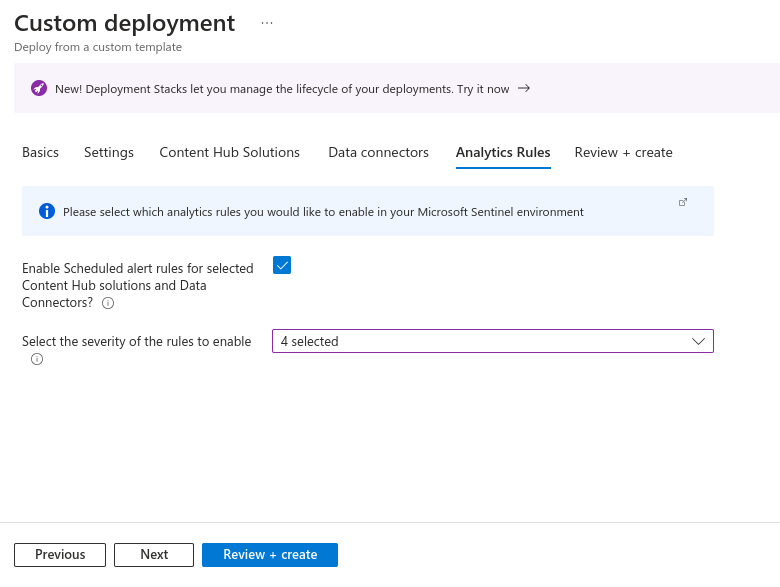 Custom deployment ...
Deploy from a custom template
New! Deployment Stacks let you manage the lifecycle of your deployments. Try it now →
Basics Settings Content Hub Solutions Data connectors Analytics Rules Review + create
Please select which analytics rules you would like to enable in your Microsoft Sentinel environment
Enable Scheduled alert rules for selected
Content Hub solutions and Data
Connectors?
Select the severity of the rules to enable
4 selected
Previous Next Review + create